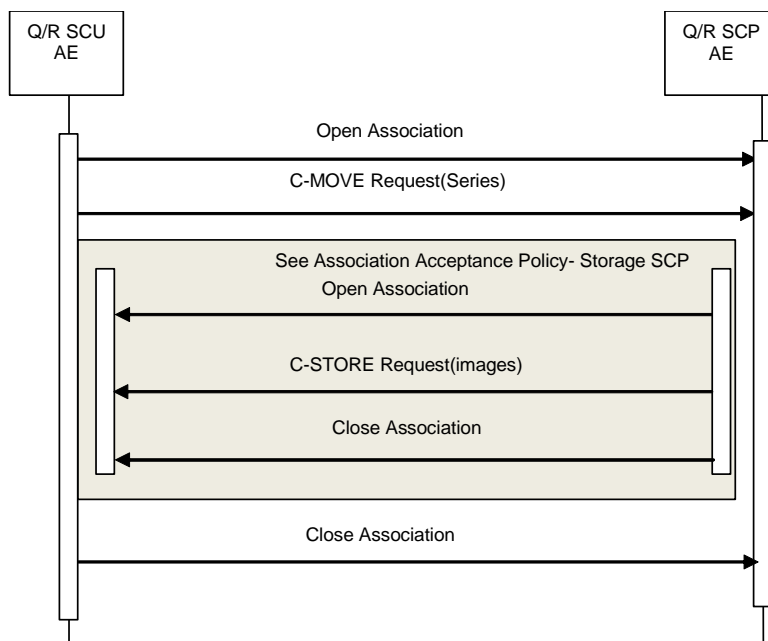 Q/R SCU
AE
Q/R SCP
AE
Open Association
C-MOVE Request(Series)
See Association Acceptance Policy- Storage SCP
Open Association
C-STORE Request(images)
Close Association
Close Association